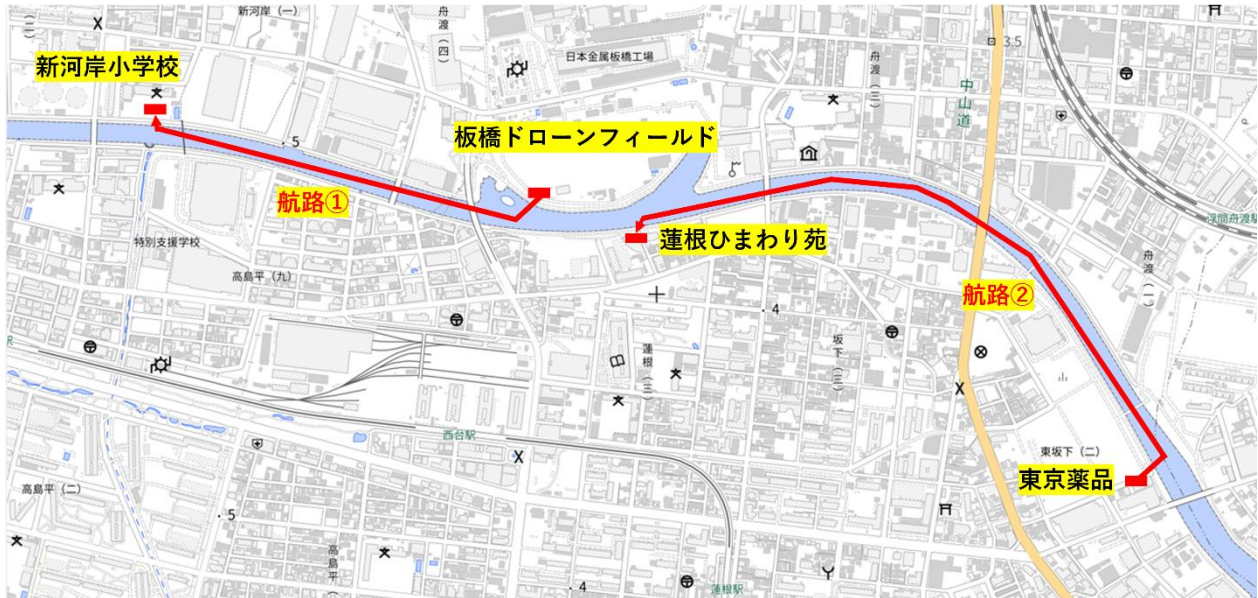 新河岸（一）
舟渡（四）
日本金属板橋工場
舟渡（三）
中山道
3.5
新河岸小学校
板橋ドローンフィールド
5
航路①
蓮根ひまわり苑
浮間舟渡駅
特別支援学校
高島平（九）
舟渡（一）
航路②
4
蓮根（三）
坂下（三）
西台駅
東坂下（二）
東京薬品
高島平（二）
5
高島平（
4
蓮根駅